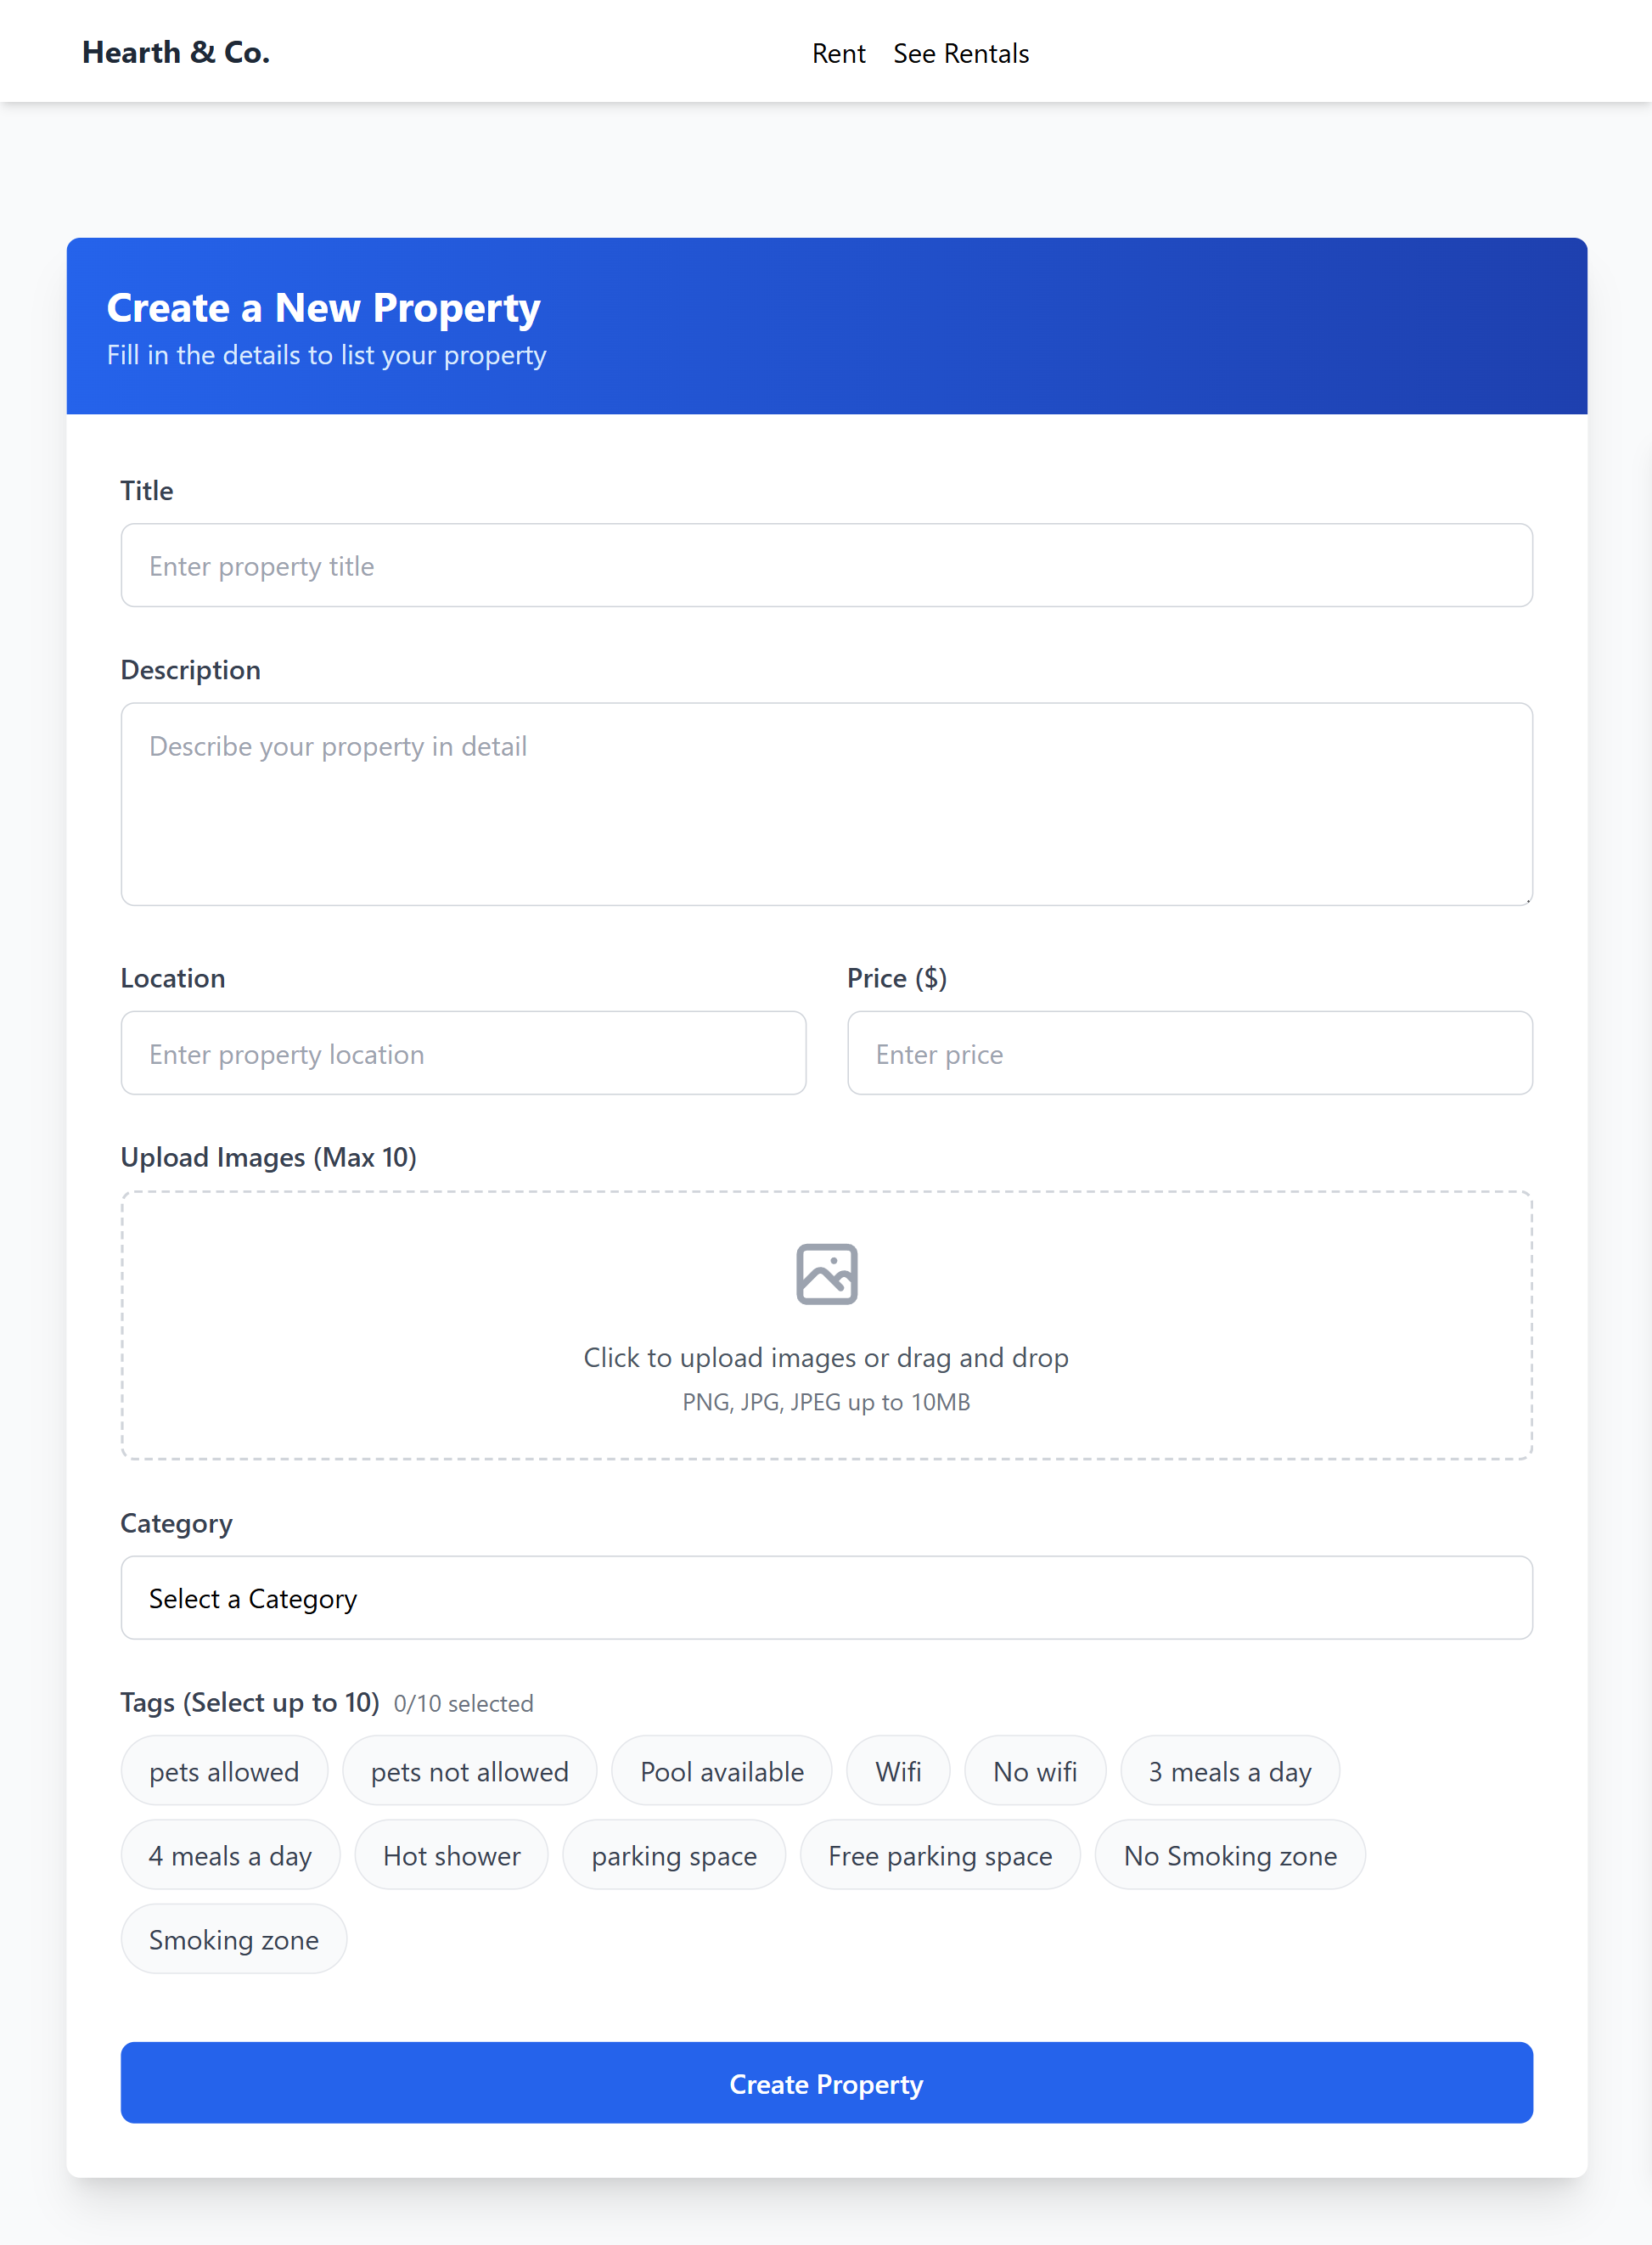 Hearth & Co.
Rent See Rentals
Create a New Property
Fill in the details to list your property
Title
Enter property title
Description
Describe your property in detail
Location Price ($)
Enter property location Enter price
Upload Images (Max 10)
Click to upload images or drag and drop
PNG, JPG, JPEG up to 10MB
Category
Select a Category
Tags (Select up to 10) 0/10 selected
pets allowed pets not allowed Pool available Wifi No wifi 3 meals a day
4 meals a day Hot shower parking space Free parking space No Smoking zone
Smoking zone
Create Property